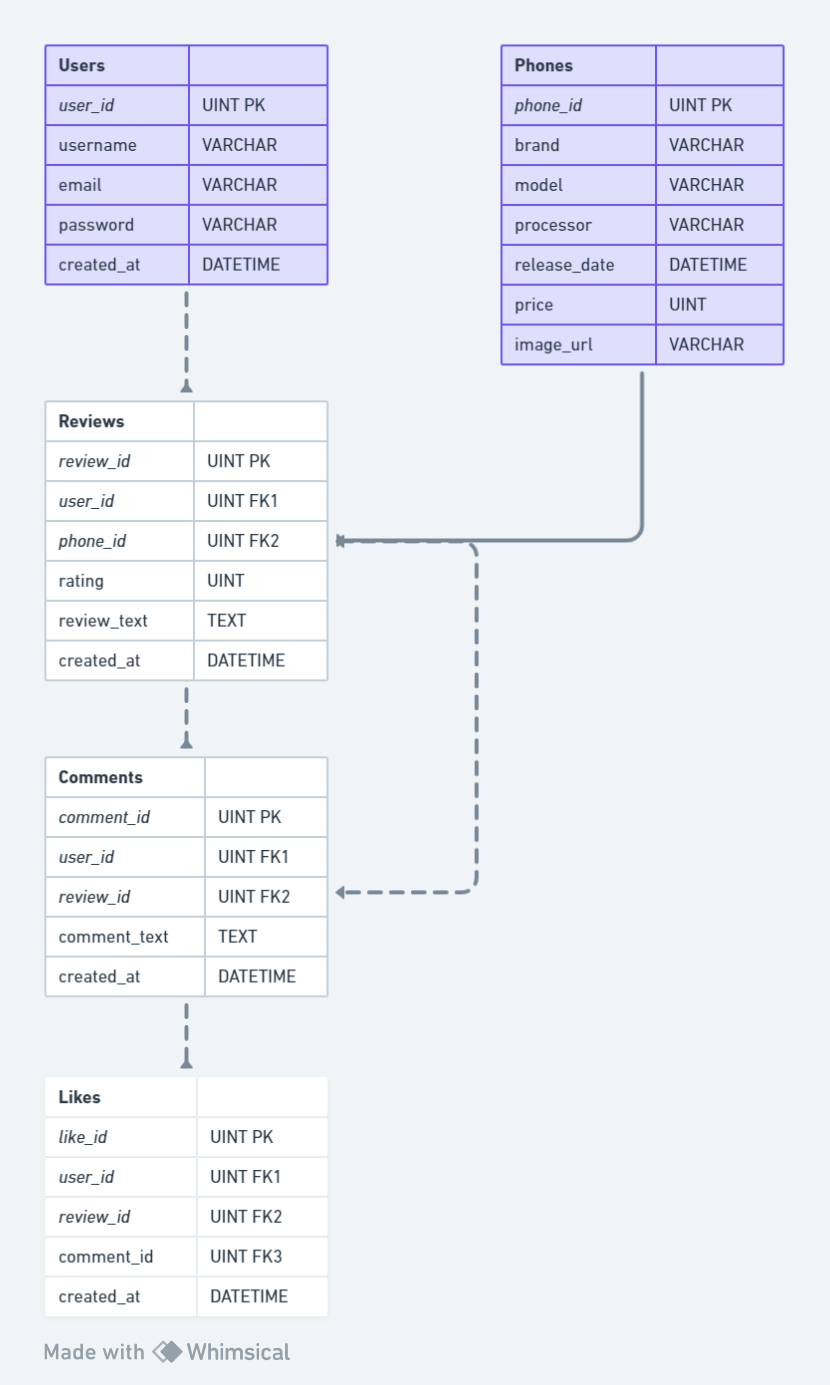 Users
user_id UINT PK
username VARCHAR
email VARCHAR
password VARCHAR
created_at DATETIME
Phones
phone_id UINT PK
brand VARCHAR
model VARCHAR
processor VARCHAR
release_date DATETIME
price UINT
image_url VARCHAR
Reviews
review_id UINT PK
user_id UINT FK1
phone_id UINT FK2
rating UINT
review_text TEXT
created_at DATETIME
Comments
comment_id UINT PK
user_id UINT FK1
review_id UINT FK2
comment_text TEXT
created_at DATETIME
Likes
like_id UINT PK
user_id UINT FK1
review_id UINT FK2
comment_id UINT FK3
created_at DATETIME
Made with Whimsical